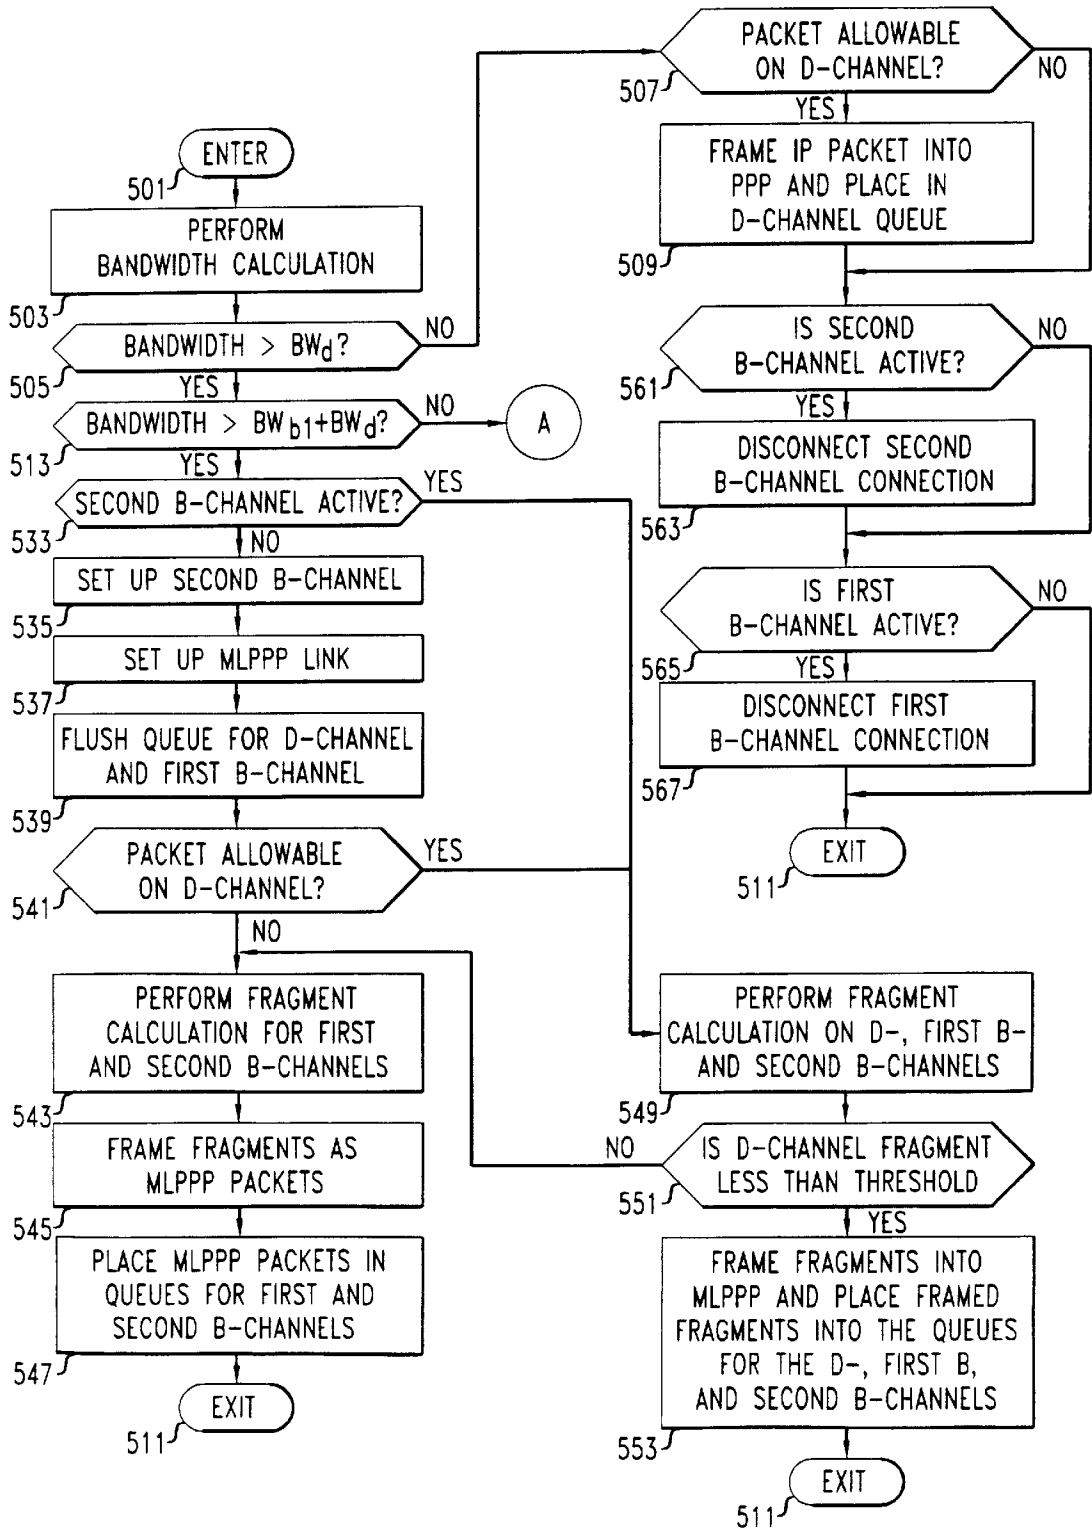 ENTER
501
PERFORM
BANDWIDTH CALCULATION
503
BANDWIDTH > BWd?
NO
505
YES
BANDWIDTH > BWb1+BWd?
NO
A
513
YES
SECOND B-CHANNEL ACTIVE?
YES
533
NO
SET UP SECOND B-CHANNEL
535
SET UP MLPPP LINK
537
FLUSH QUEUE FOR D-CHANNEL
AND FIRST B-CHANNEL
539
PACKET ALLOWABLE
ON D-CHANNEL?
YES
541
NO
PERFORM FRAGMENT
CALCULATION FOR FIRST
AND SECOND B-CHANNELS
543
FRAME FRAGMENTS AS
MLPPP PACKETS
545
PLACE MLPPP PACKETS IN
QUEUES FOR FIRST AND
SECOND B-CHANNELS
547
EXIT
511
PACKET ALLOWABLE
ON D-CHANNEL?
NO
507
YES
FRAME IP PACKET INTO
PPP AND PLACE IN
D-CHANNEL QUEUE
509
IS SECOND
B-CHANNEL ACTIVE?
NO
561
YES
DISCONNECT SECOND
B-CHANNEL CONNECTION
563
IS FIRST
B-CHANNEL ACTIVE?
NO
565
YES
DISCONNECT FIRST
B-CHANNEL CONNECTION
567
EXIT
511
PERFORM FRAGMENT
CALCULATION ON D-, FIRST B-
AND SECOND B-CHANNELS
549
IS D-CHANNEL FRAGMENT
LESS THAN THRESHOLD
NO
551
YES
FRAME FRAGMENTS INTO
MLPPP AND PLACE FRAMED
FRAGMENTS INTO THE QUEUES
FOR THE D-, FIRST B,
AND SECOND B-CHANNELS
553
EXIT
511